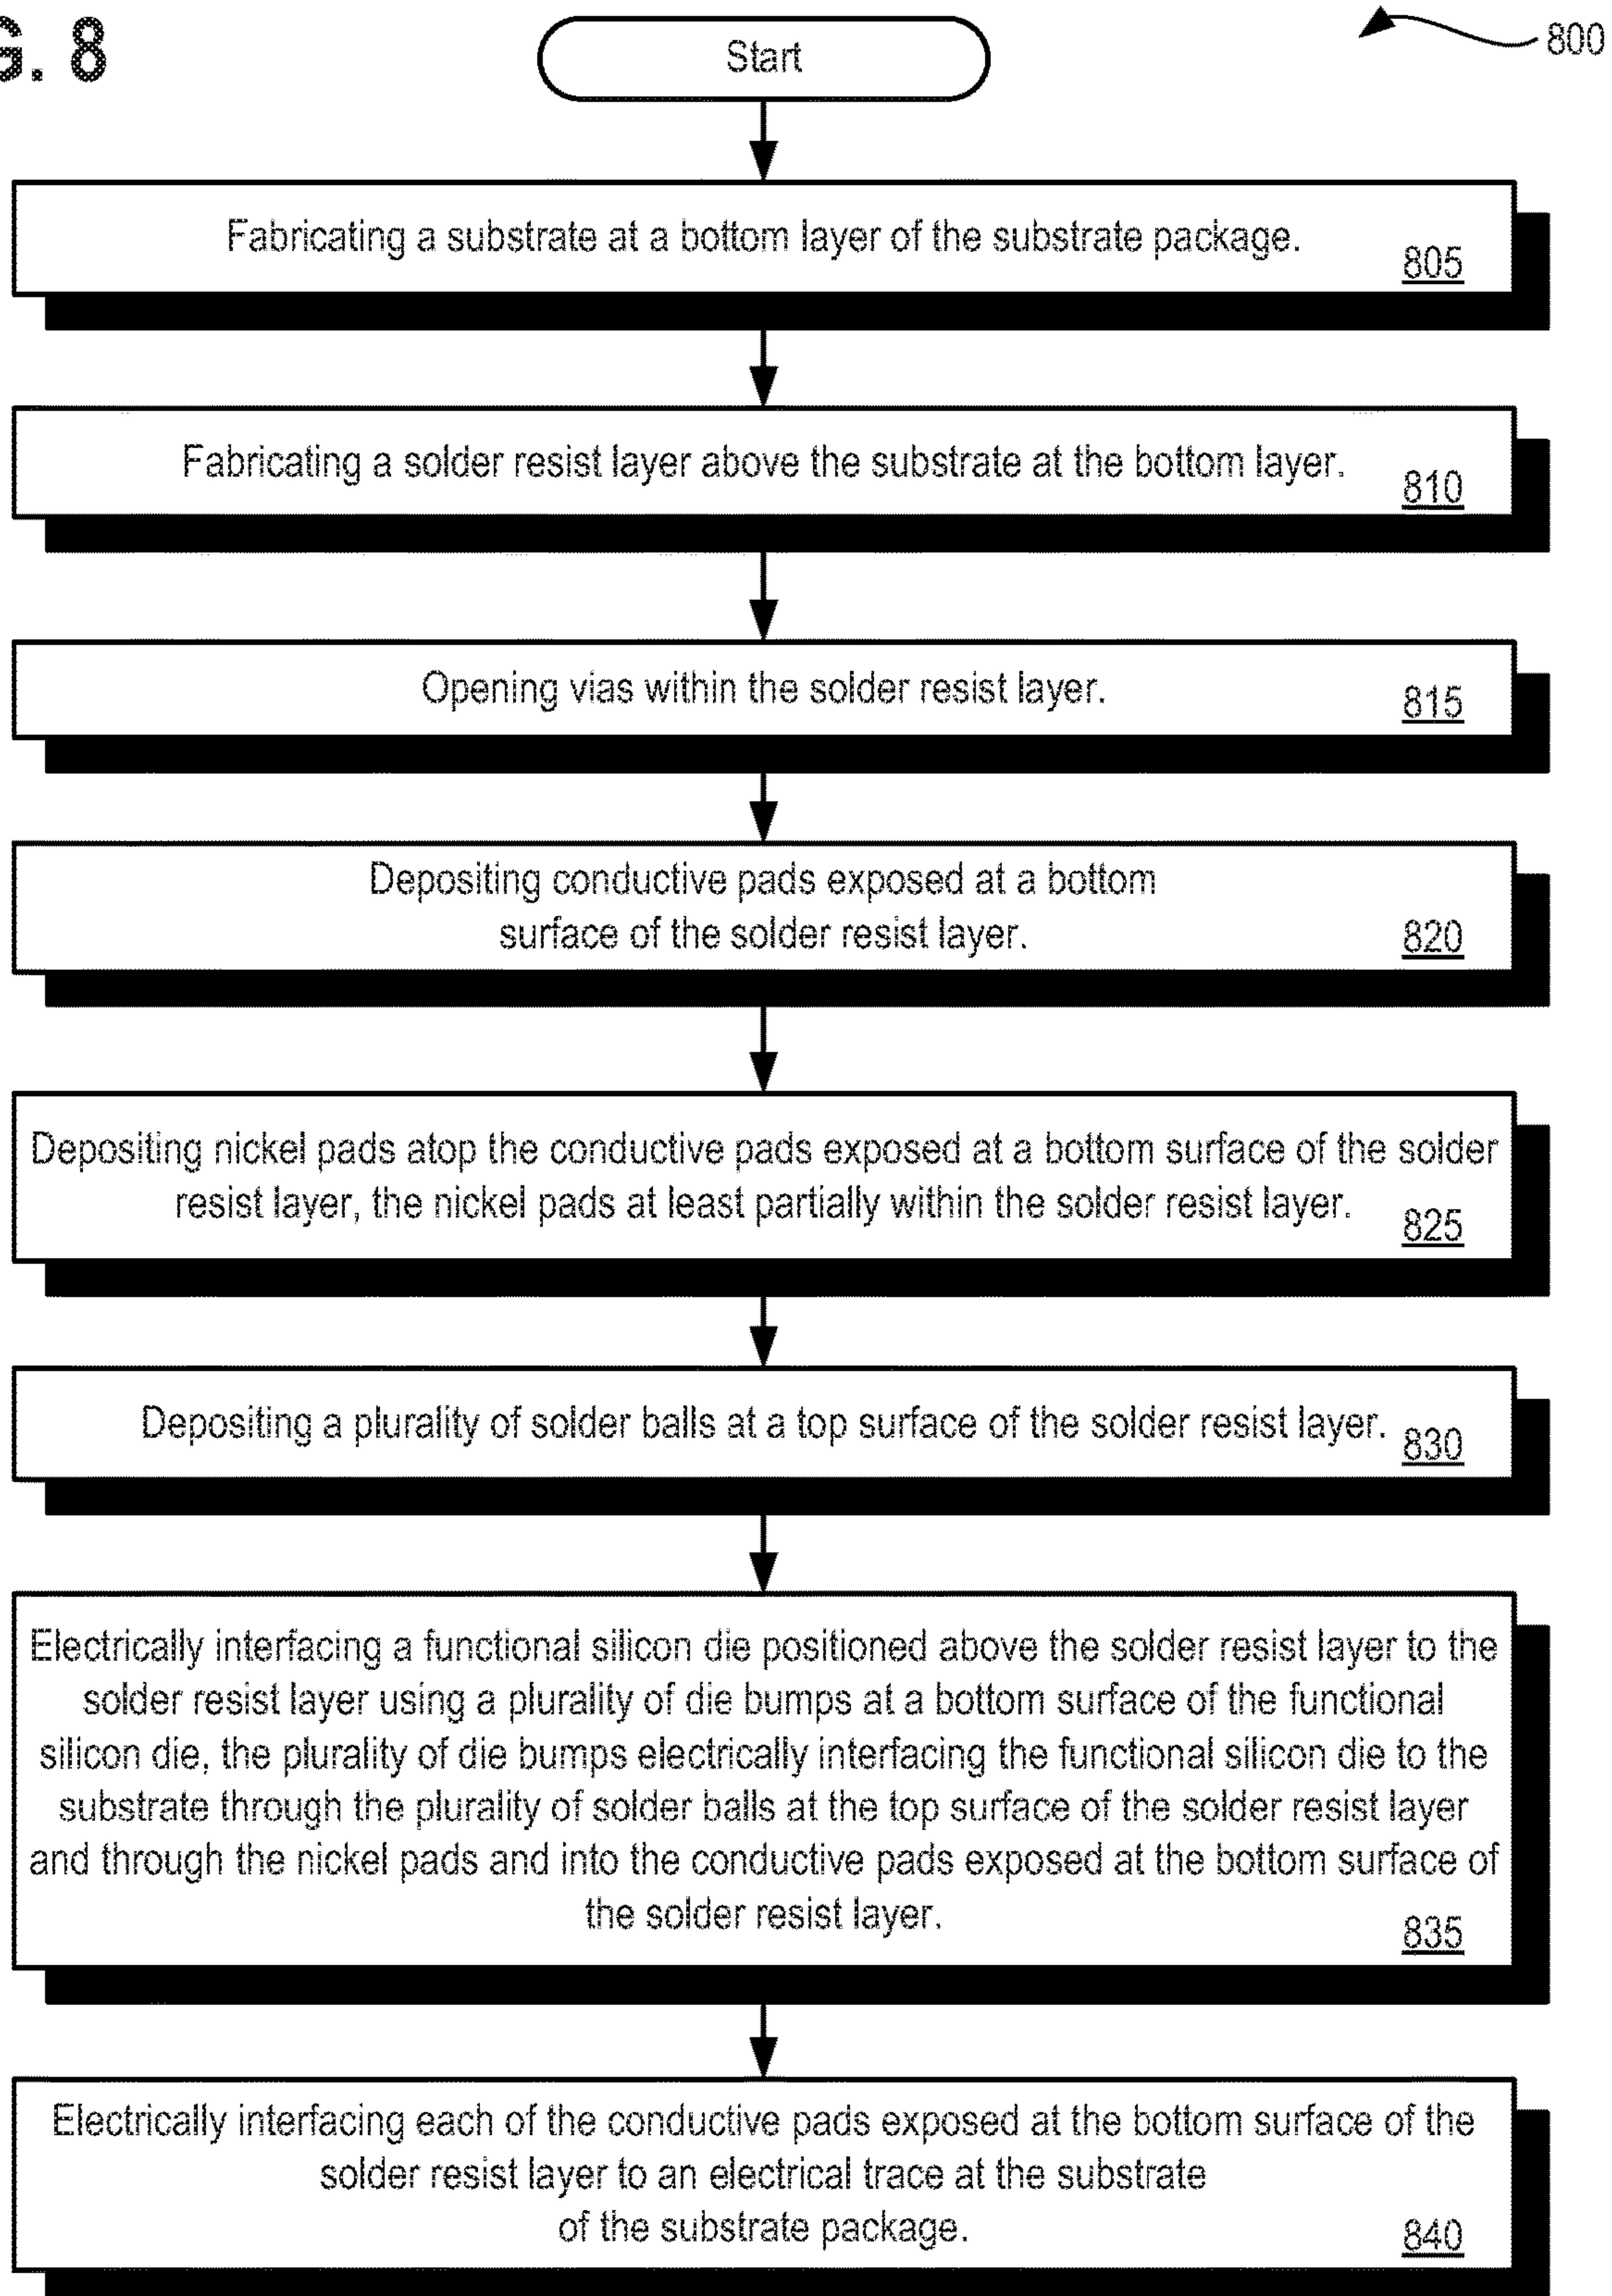 G. 8
Start
800
Fabricating a substrate at a bottom layer of the substrate package.
805
Fabricating a solder resist layer above the substrate at the bottom layer.
810
Opening vias within the solder resist layer.
815
Depositing conductive pads exposed at a bottom
surface of the solder resist layer.
820
Depositing nickel pads atop the conductive pads exposed at a bottom surface of the solder
resist layer, the nickel pads at least partially within the solder resist layer.
825
Depositing a plurality of solder balls at a top surface of the solder resist layer.
830
Electrically interfacing a functional silicon die positioned above the solder resist layer to the
solder resist layer using a plurality of die bumps at a bottom surface of the functional
silicon die, the plurality of die bumps electrically interfacing the functional silicon die to the
substrate through the plurality of solder balls at the top surface of the solder resist layer
and through the nickel pads and into the conductive pads exposed at the bottom surface of
the solder resist layer.
835
Electrically interfacing each of the conductive pads exposed at the bottom surface of the
solder resist layer to an electrical trace at the substrate
of the substrate package.
840